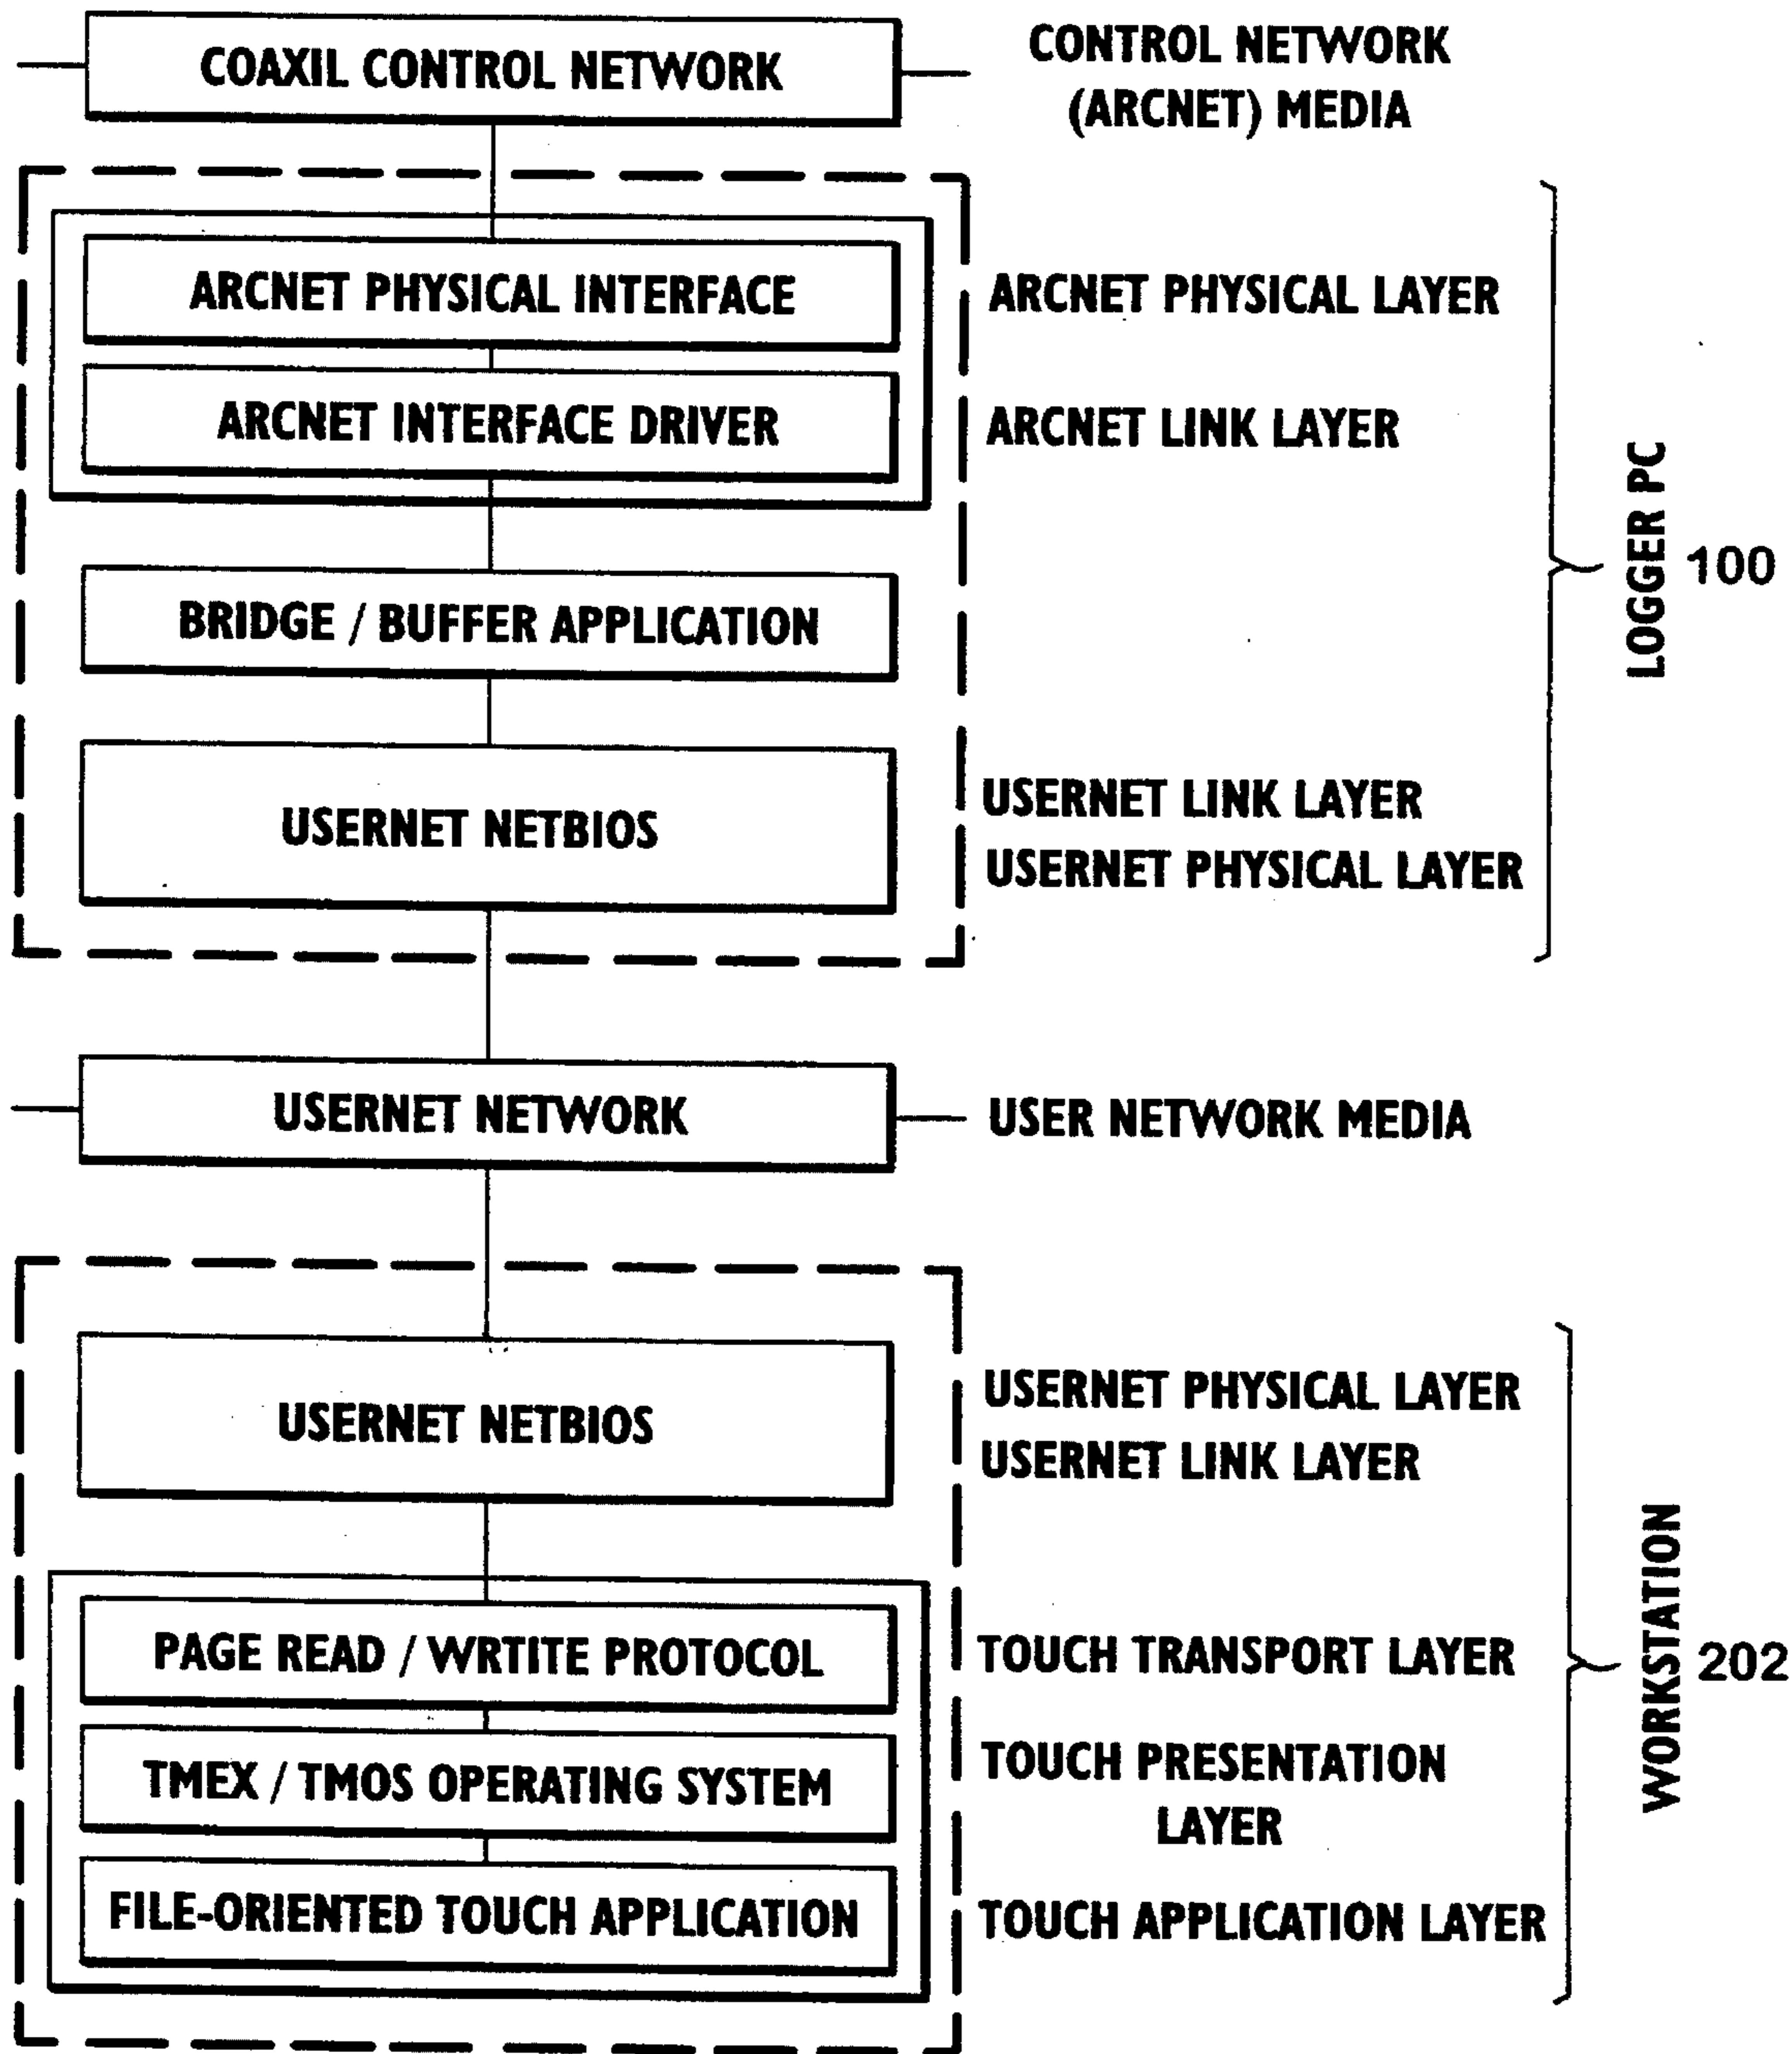 COAXIL CONTROL NETWORK
CONTROL NETWORK
(ARCNET) MEDIA
ARCNET PHYSICAL INTERFACE
ARCNET PHYSICAL LAYER
ARCNET INTERFACE DRIVER
ARCNET LINK LAYER
BRIDGE / BUFFER APPLICATION
LOGGER PC
100
USERNET NETBIOS
USERNET LINK LAYER
USERNET PHYSICAL LAYER
USERNET NETWORK
USER NETWORK MEDIA
USERNET NETBIOS
USERNET PHYSICAL LAYER
USERNET LINK LAYER
PAGE READ / WRTITE PROTOCOL
TOUCH TRANSPORT LAYER
WORKSTATION
202
TMEX / TMOS OPERATING SYSTEM
TOUCH PRESENTATION
LAYER
FILE-ORIENTED TOUCH APPLICATION
TOUCH APPLICATION LAYER